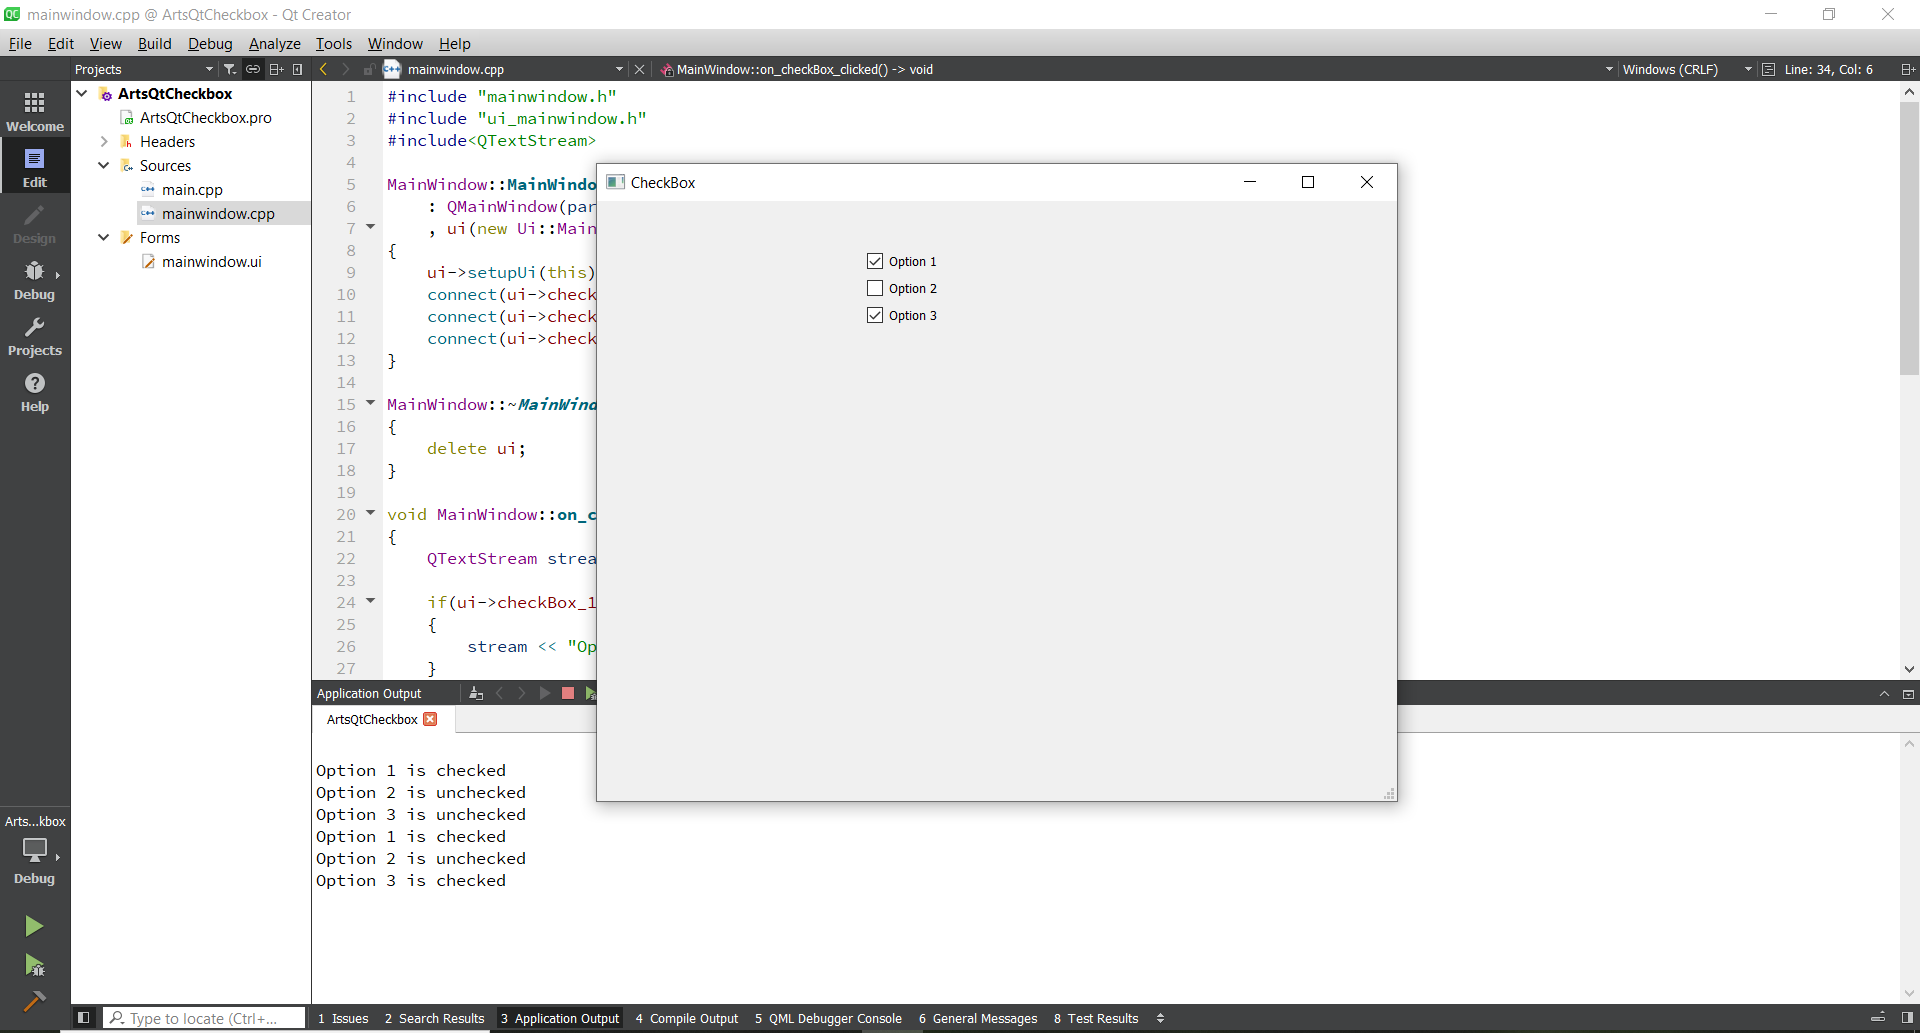 mainwindow.cpp @ ArtsQtCheckbox - Qt Creator
File Edit View Build Debug Analyze Tools Window Help
Projects
mainwindow.cpp
MainWindow::on_checkBox_clicked() -> void
Windows (CRLF)
Line: 34, Col: 6
Welcome
Edit
Design
Debug
Projects
Help
Arts...kbox
Debug
ArtsQtCheckbox
ArtsQtCheckbox.pro
Headers
Sources
main.cpp
mainwindow.cpp
Forms
mainwindow.ui
1 #include "mainwindow.h"
2 #include "ui_mainwindow.h"
3 #include<QTextStream>
4
5 MainWindow::MainWindo
6 : QMainWindow(par
7 , ui(new Ui::Main
8 {
9 ui->setupUi(this)
10 connect(ui->check
11 connect(ui->check
12 connect(ui->check
13 }
14
15 MainWindow::~MainWind
16 {
17 delete ui;
18 }
19
20 void MainWindow::on_c
21 {
22 QTextStream strea
23
24 if(ui->checkBox_1
25 {
26 stream << "Op
27 }
CheckBox
Option 1
Option 2
Option 3
Application Output
ArtsQtCheckbox
Option 1 is checked
Option 2 is unchecked
Option 3 is unchecked
Option 1 is checked
Option 2 is unchecked
Option 3 is checked
Type to locate (Ctrl+...
1 Issues 2 Search Results 3 Application Output 4 Compile Output 5 QML Debugger Console 6 General Messages 8 Test Results